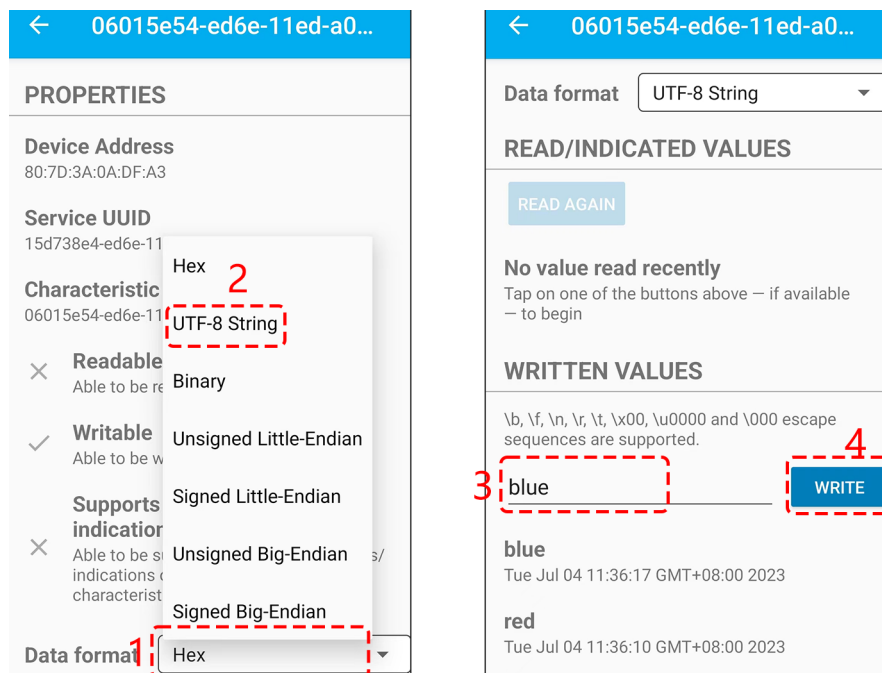 06015e54-ed6e-11ed-a0...
PROPERTIES
Device Address
80:7D:3A:0A:DF:A3
Service UUID
15d738e4-ed6e-11
Characteristic
06015e54-ed6e-11
Readable
Able to be re
Writable
Able to be w
Supports
indication
Able to be s
s/
indications
characterist
Hex
2
UTF-8 String
Binary
Unsigned Little-Endian
Signed Little-Endian
Unsigned Big-Endian
Signed Big-Endian
1
Data format
Hex
06015e54-ed6e-11ed-a0...
Data format
UTF-8 String
READ/INDICATED VALUES
READ AGAIN
No value read recently
Tap on one of the buttons above — if available
— to begin
WRITTEN VALUES
\b, \f, \n, \r, \t, \x00, \u0000 and \000 escape
sequences are supported.
3
blue
4
WRITE
blue
Tue Jul 04 11:36:17 GMT+08:00 2023
red
Tue Jul 04 11:36:10 GMT+08:00 2023